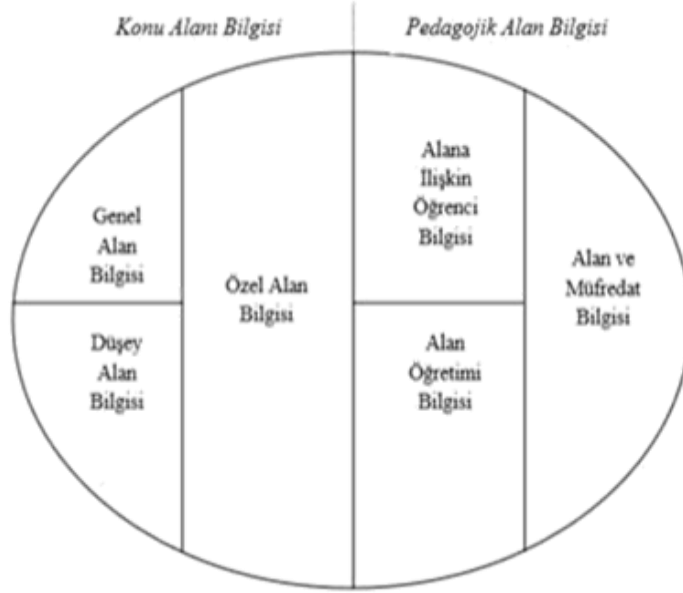 Konu Alanı Bilgisi
Pedagojik Alan Bilgisi
Genel
Alan
Bilgisi
Düşey
Alan
Bilgisi
Özel Alan
Bilgisi
Alana
İlişkin
Öğrenci
Bilgisi
Alan
Öğretimi
Bilgisi
Alan ve
Müfredat
Bilgisi